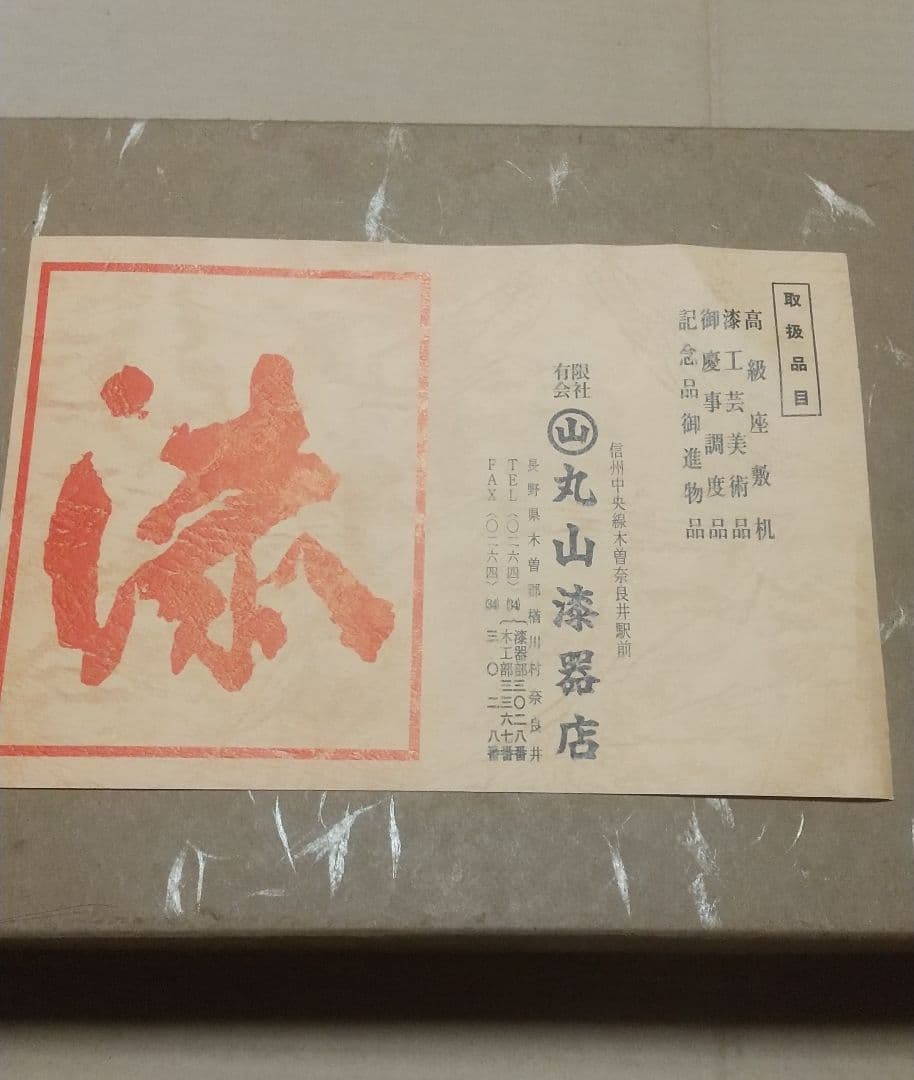 取扱品目
高級座敷机
漆工芸美術品
御慶事調度品
記念品御進物品
信州中央線木曽奈良井駅前
有限会社
山
丸山漆器店
長野県木曽郡楢川村奈良井
TEL(〇二六四)(34){漆器部三〇二八番
木工部三三六七番
FAX(〇二六四)(34)三〇二八番
漆